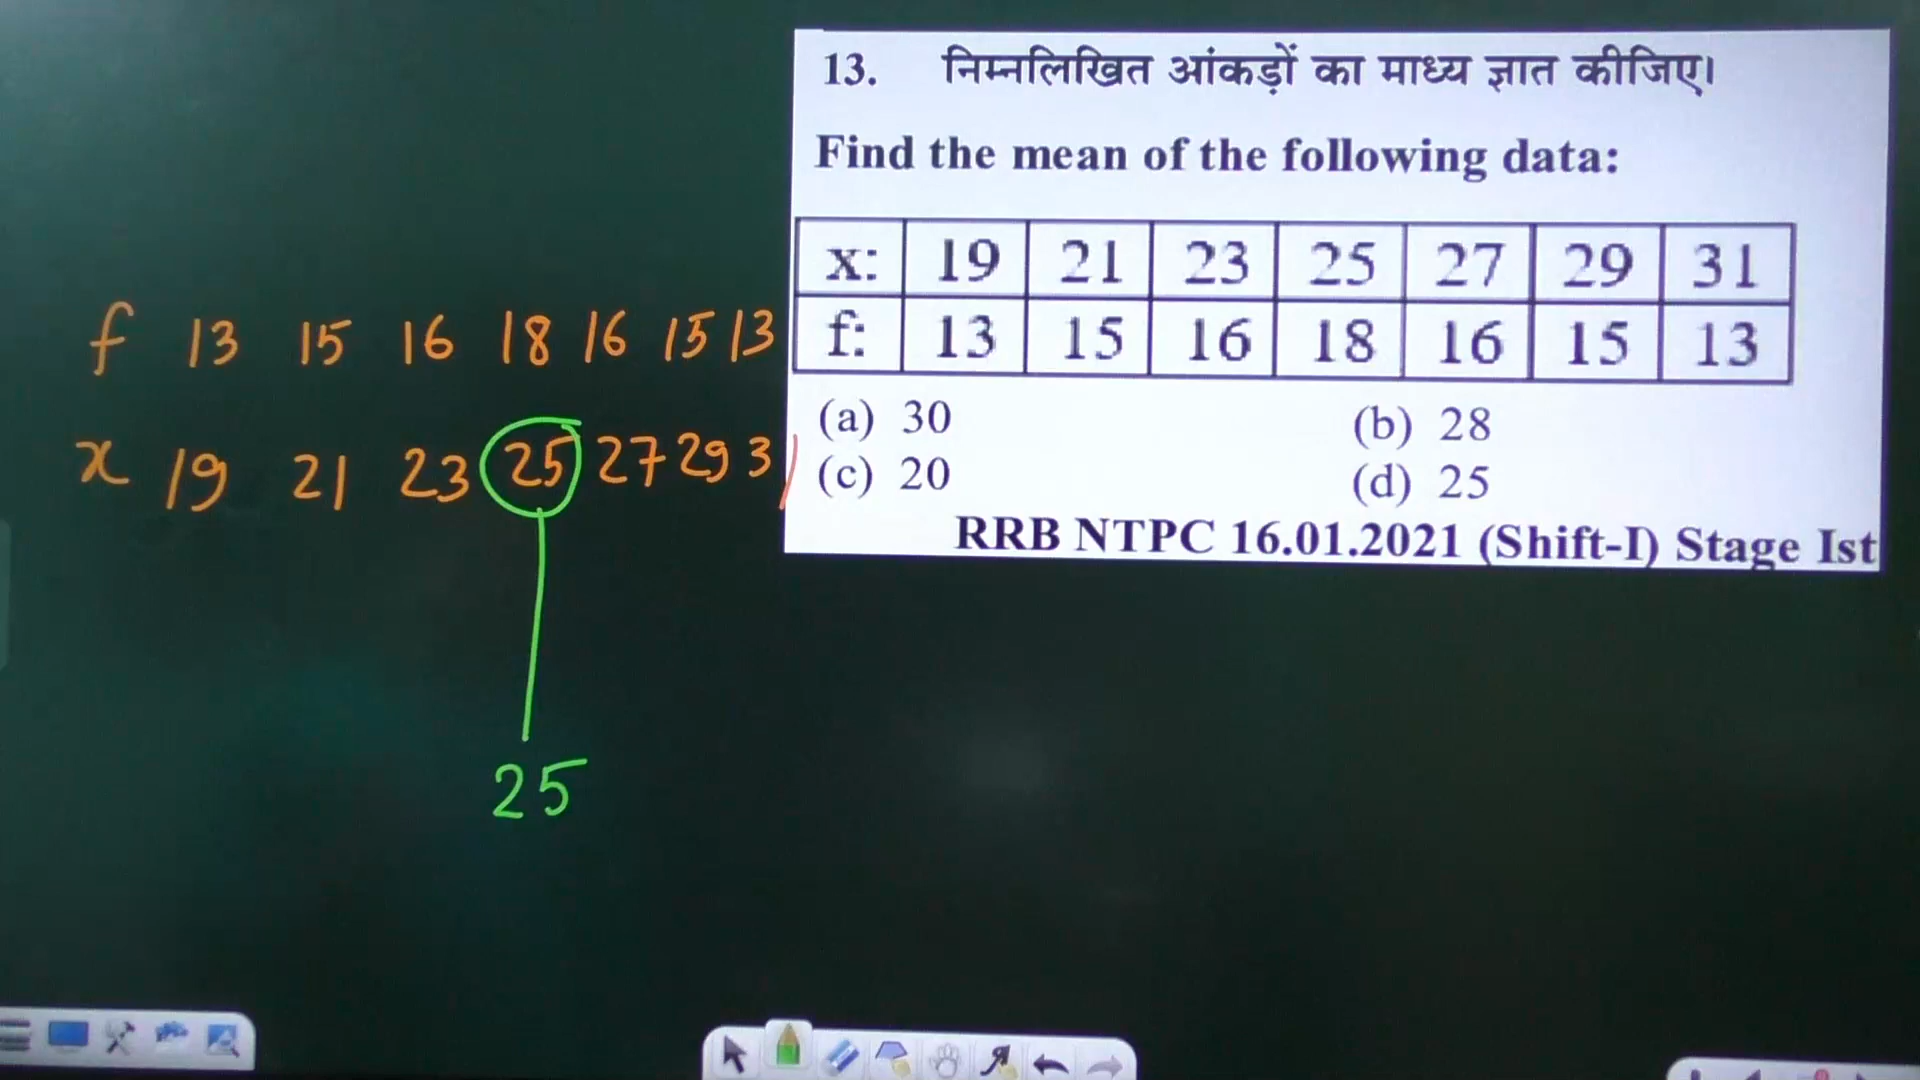 13. निम्नलिखित आंकड़ों का माध्य ज्ञात कीजिए।
Find the mean of the following data:
x: 19 21 23 25 27 29 31
f: 13 15 16 18 16 15 13
(a) 30 (b) 28
(c) 20 (d) 25
RRB NTPC 16.01.2021 (Shift-I) Stage Ist
f 13 15 16 18 16 15 13
x 19 21 23 25 27 29 31
25